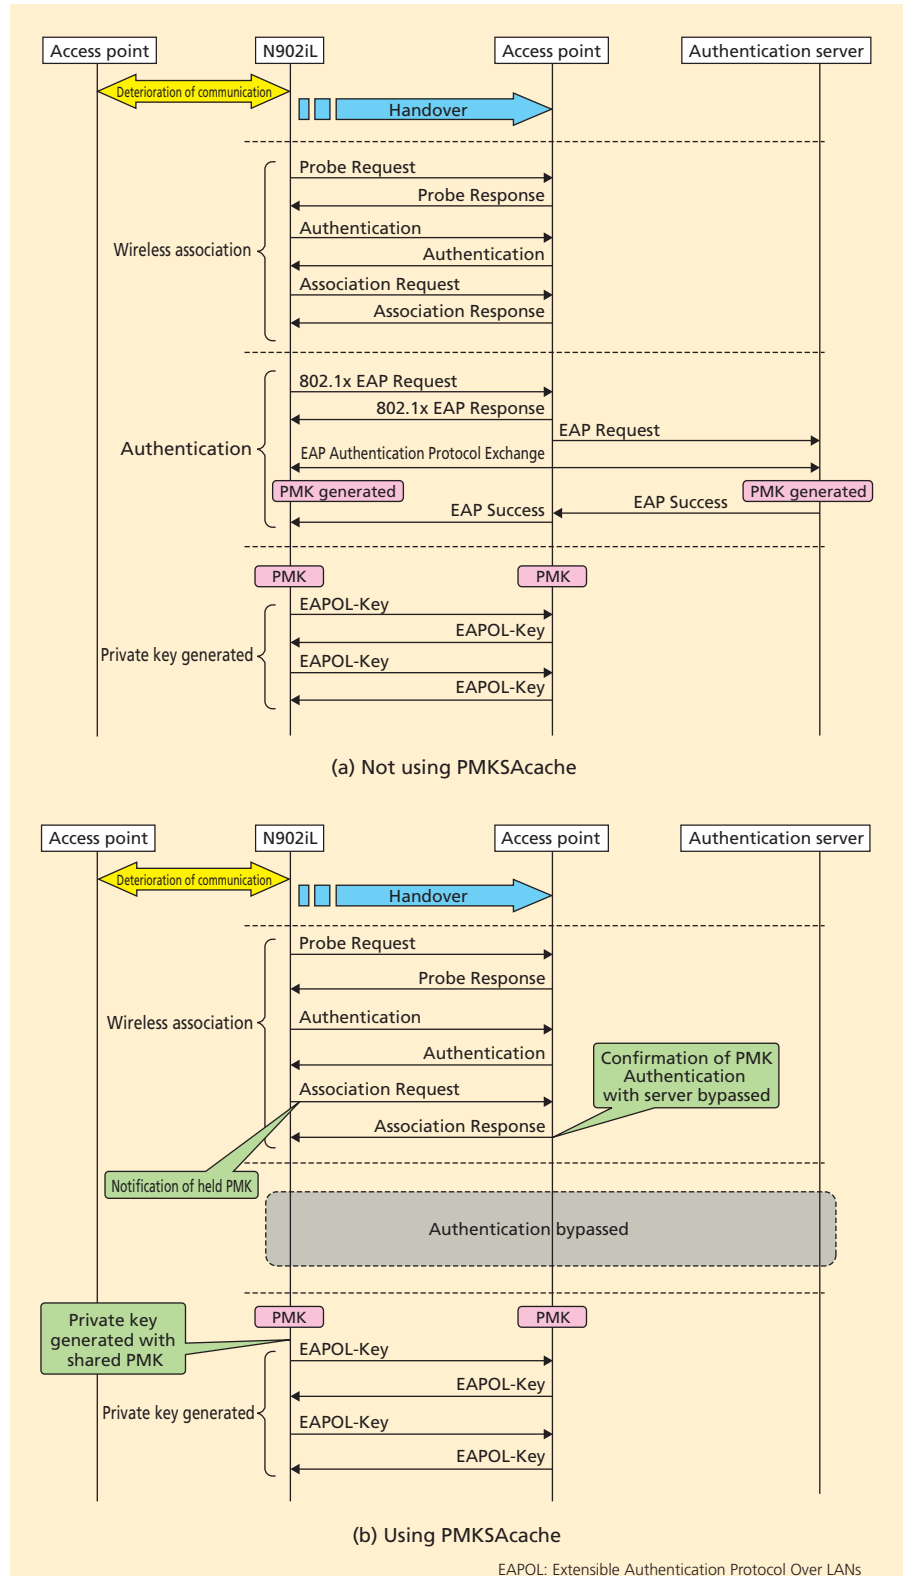 Access point
N902iL
Access point
Authentication server
Deterioration of communication
Handover
Probe Request
Probe Response
Wireless association
Authentication
Authentication
Association Request
Association Response
802.1x EAP Request
802.1x EAP Response
EAP Request
Authentication
EAP Authentication Protocol Exchange
PMK generated
PMK generated
EAP Success
EAP Success
PMK
PMK
EAPOL-Key
EAPOL-Key
Private key generated
EAPOL-Key
EAPOL-Key
(a) Not using PMKSAcache
Access point
N902iL
Access point
Authentication server
Deterioration of communication
Handover
Probe Request
Probe Response
Wireless association
Authentication
Authentication
Confirmation of PMK
Authentication
with server bypassed
Association Request
Association Response
Notification of held PMK
Authentication bypassed
Private key
generated with
shared PMK
PMK
PMK
EAPOL-Key
EAPOL-Key
Private key generated
EAPOL-Key
EAPOL-Key
(b) Using PMKSAcache
EAPOL: Extensible Authentication Protocol Over LANs